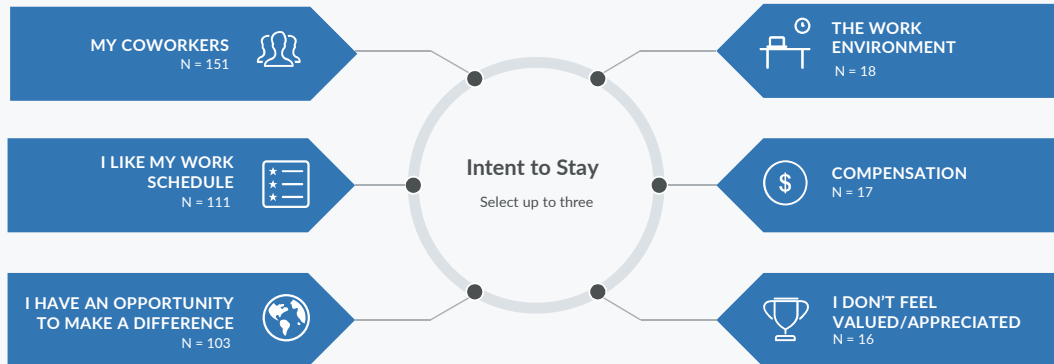 MY COWORKERS
N = 151
I LIKE MY WORK
SCHEDULE
N = 111
I HAVE AN OPPORTUNITY
TO MAKE A DIFFERENCE
N = 103
Intent to Stay
Select up to three
THE WORK
ENVIRONMENT
N = 18
$
COMPENSATION
N = 17
I DON'T FEEL
VALUED/APPRECIATED
N = 16